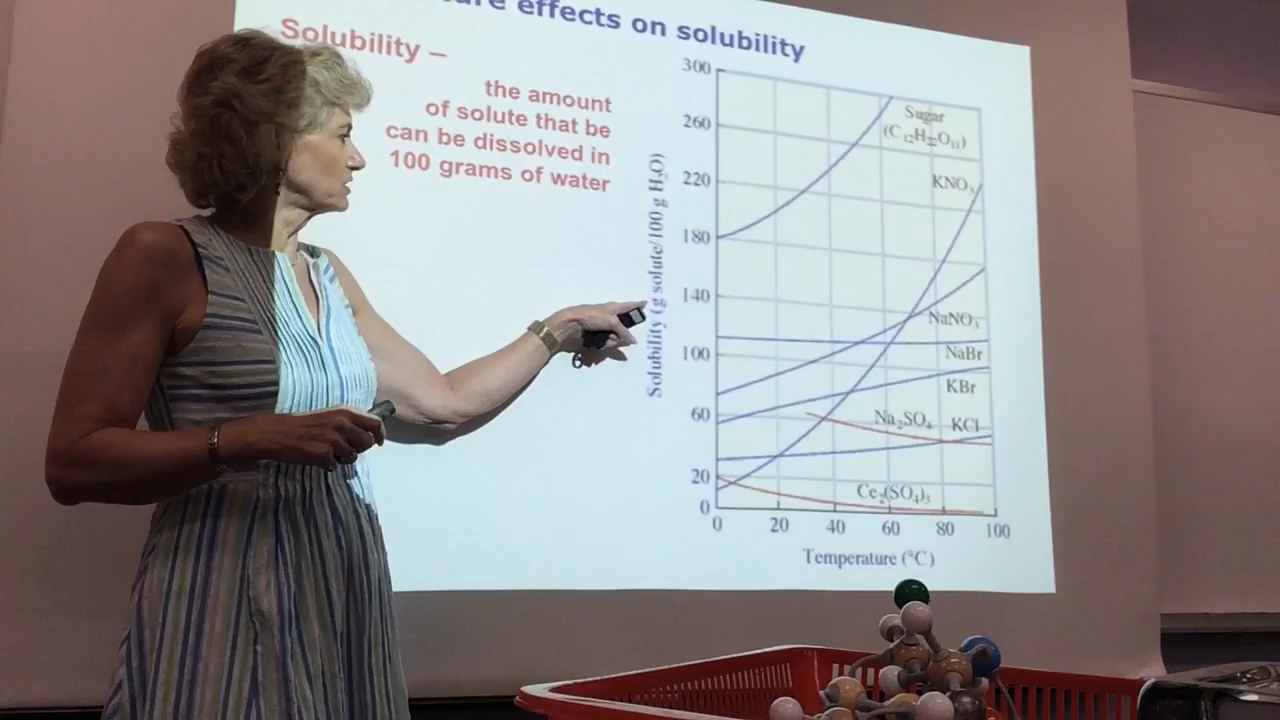 effects on solubility
Solubility –
the amount
of solute that be
can be dissolved in
100 grams of water
Solubility (g solute/100 g H₂O)
300
260
220
180
140
100
60
20
0
Sugar
(C₁₂H₂₂O₁₁)
KNO₃
NaNO₃
NaBr
KBr
Na₂SO₄ KCl
Ce₂(SO₄)₃
0 20 40 60 80 100
Temperature (°C)